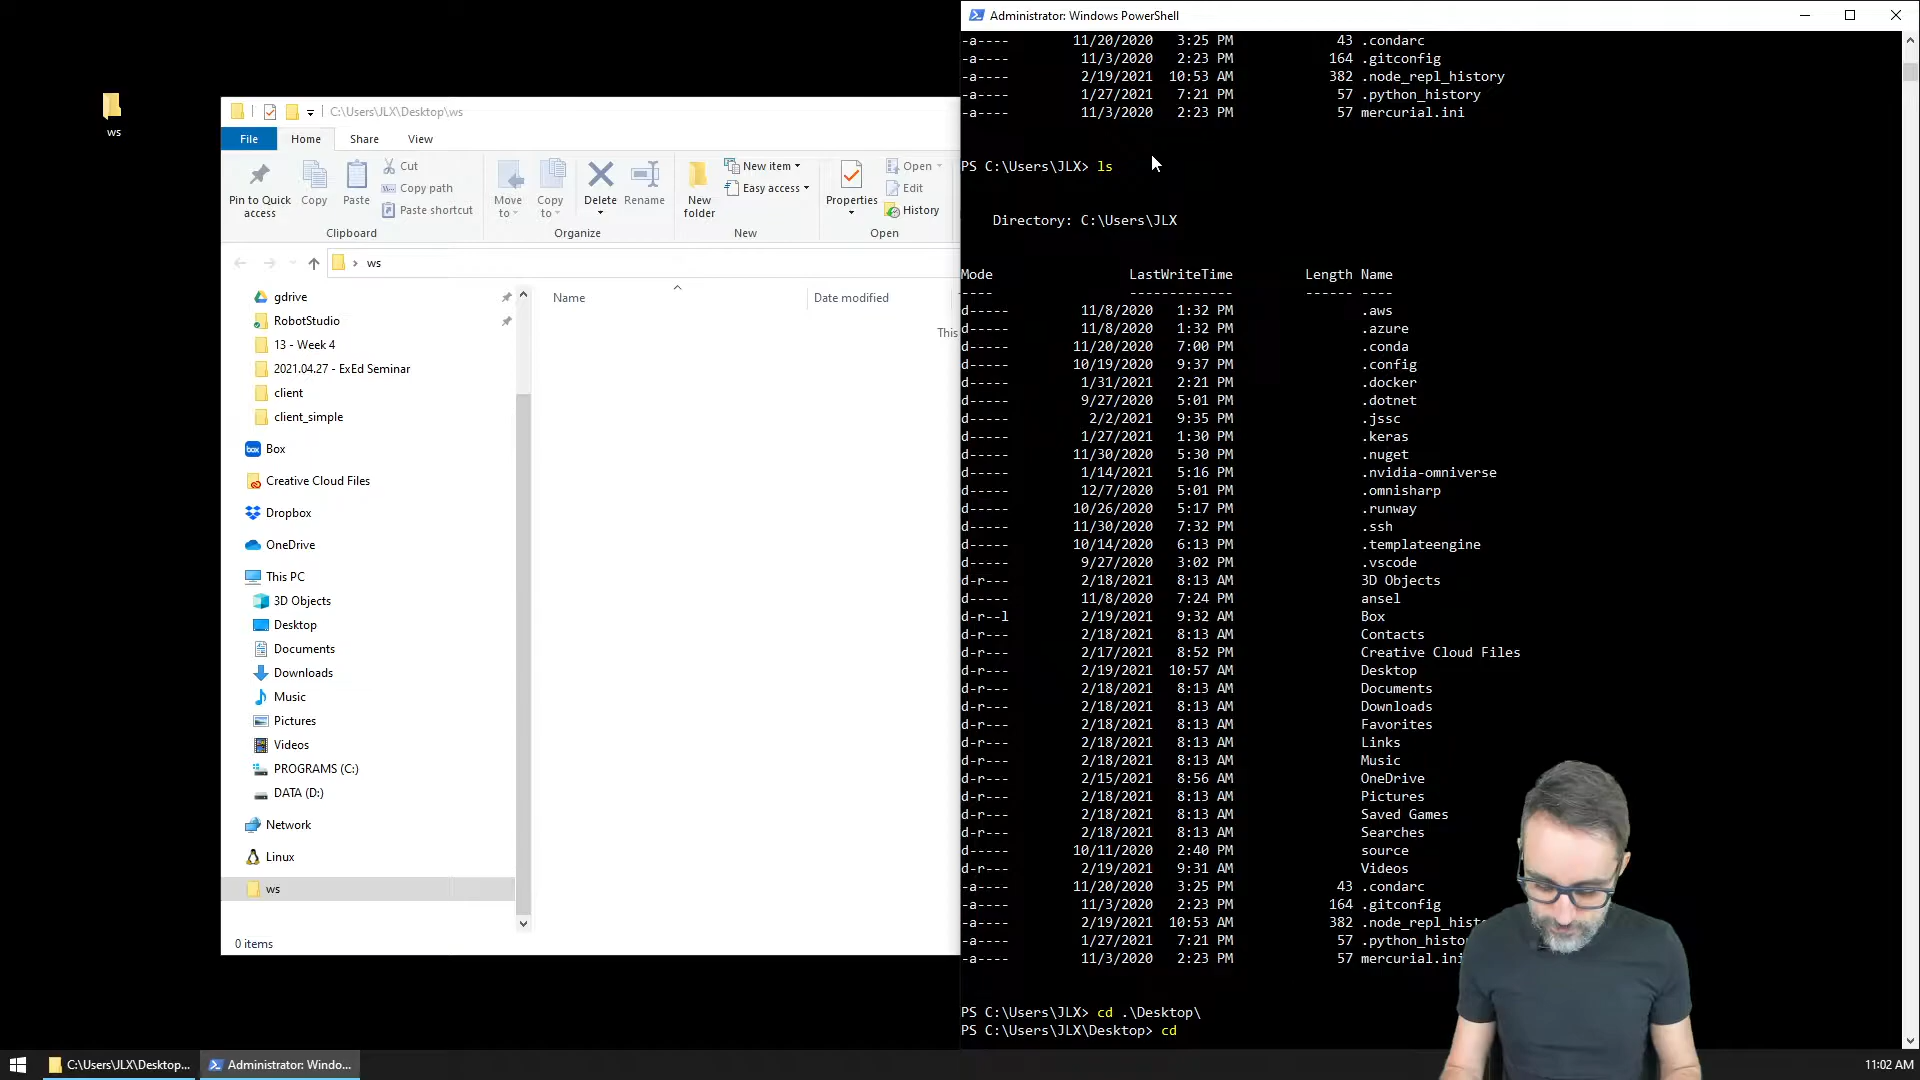 ws
C:\Users\JLX\Desktop\ws
File
Home
Share
View
Pin to Quick access
Copy
Paste
Cut
Copy path
Paste shortcut
Clipboard
Move to
Copy to
Delete
Rename
Organize
New folder
New item
Easy access
New
Properties
Open
Edit
History
Open
ws
gdrive
RobotStudio
13 - Week 4
2021.04.27 - ExEd Seminar
client
client_simple
Box
Creative Cloud Files
Dropbox
OneDrive
This PC
3D Objects
Desktop
Documents
Downloads
Music
Pictures
Videos
PROGRAMS (C:)
DATA (D:)
Network
Linux
ws
Name
Date modified
This
0 items
Administrator: Windows PowerShell
-a---- 11/20/2020 3:25 PM 43 .condarc
-a---- 11/3/2020 2:23 PM 164 .gitconfig
-a---- 2/19/2021 10:53 AM 382 .node_repl_history
-a---- 1/27/2021 7:21 PM 57 .python_history
-a---- 11/3/2020 2:23 PM 57 mercurial.ini
PS C:\Users\JLX> ls
Directory: C:\Users\JLX
Mode LastWriteTime Length Name
---- ------------- ------ ----
d----- 11/8/2020 1:32 PM .aws
d----- 11/8/2020 1:32 PM .azure
d----- 11/20/2020 7:00 PM .conda
d----- 10/19/2020 9:37 PM .config
d----- 1/31/2021 2:21 PM .docker
d----- 9/27/2020 5:01 PM .dotnet
d----- 2/2/2021 9:35 PM .jssc
d----- 1/27/2021 1:30 PM .keras
d----- 11/30/2020 5:30 PM .nuget
d----- 1/14/2021 5:16 PM .nvidia-omniverse
d----- 12/7/2020 5:01 PM .omnisharp
d----- 10/26/2020 5:17 PM .runway
d----- 11/30/2020 7:32 PM .ssh
d----- 10/14/2020 6:13 PM .templateengine
d----- 9/27/2020 3:02 PM .vscode
d-r--- 2/18/2021 8:13 AM 3D Objects
d----- 11/8/2020 7:24 PM ansel
d-r--l 2/19/2021 9:32 AM Box
d-r--- 2/18/2021 8:13 AM Contacts
d-r--- 2/17/2021 8:52 PM Creative Cloud Files
d-r--- 2/19/2021 10:57 AM Desktop
d-r--- 2/18/2021 8:13 AM Documents
d-r--- 2/18/2021 8:13 AM Downloads
d-r--- 2/18/2021 8:13 AM Favorites
d-r--- 2/18/2021 8:13 AM Links
d-r--- 2/18/2021 8:13 AM Music
d-r--- 2/15/2021 8:56 AM OneDrive
d-r--- 2/18/2021 8:13 AM Pictures
d-r--- 2/18/2021 8:13 AM Saved Games
d-r--- 2/18/2021 8:13 AM Searches
d----- 10/11/2020 2:40 PM source
d-r--- 2/19/2021 9:31 AM Videos
-a---- 11/20/2020 3:25 PM 43 .condarc
-a---- 11/3/2020 2:23 PM 164 .gitconfig
-a---- 2/19/2021 10:53 AM 382 .node_repl_hist
-a---- 1/27/2021 7:21 PM 57 .python_histo
-a---- 11/3/2020 2:23 PM 57 mercurial.ini
PS C:\Users\JLX> cd .\Desktop\
PS C:\Users\JLX\Desktop> cd
C:\Users\JLX\Desktop...
Administrator: Windo...
11:02 AM